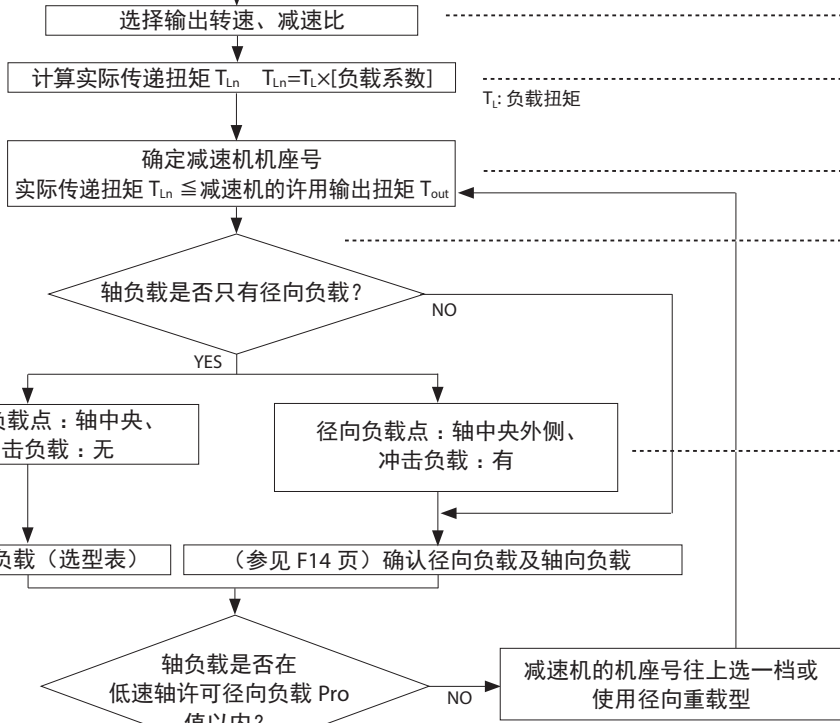 选择输出转速、减速比
计算实际传递扭矩 TLn TLn=TL×[负载系数]
TL: 负载扭矩
确定减速机机座号
实际传递扭矩 TLn ≦减速机的许用输出扭矩 Tout
轴负载是否只有径向负载？
NO
YES
负载点：轴中央、
击负载：无
径向负载点：轴中央外侧、
冲击负载：有
负载（选型表）
（参见 F14 页）确认径向负载及轴向负载
轴负载是否在
低速轴许可径向负载 Pro
值以内？
NO
减速机的机座号往上选一档或
使用径向重载型